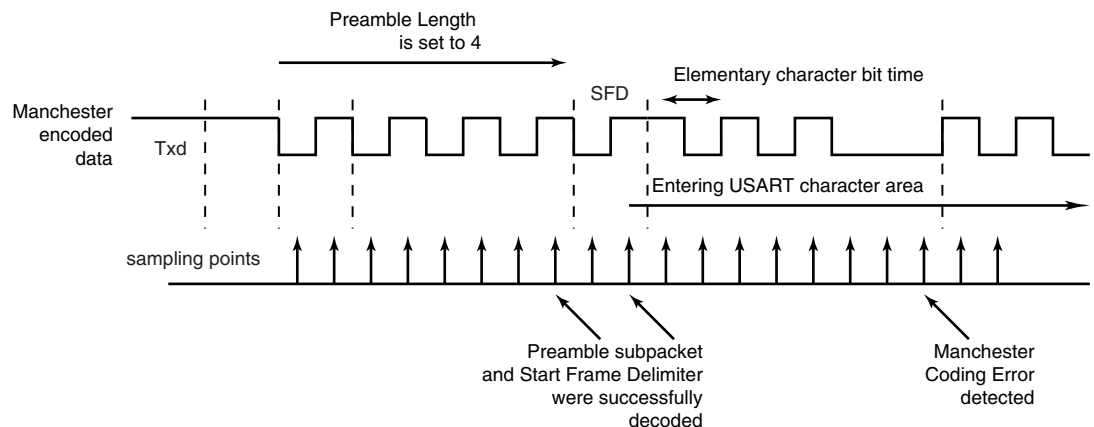 Preamble Length
is set to 4
Elementary character bit time
SFD
Manchester
encoded
data
Txd
Entering USART character area
sampling points
Preamble subpacket
and Start Frame Delimiter
were successfully
decoded
Manchester
Coding Error
detected